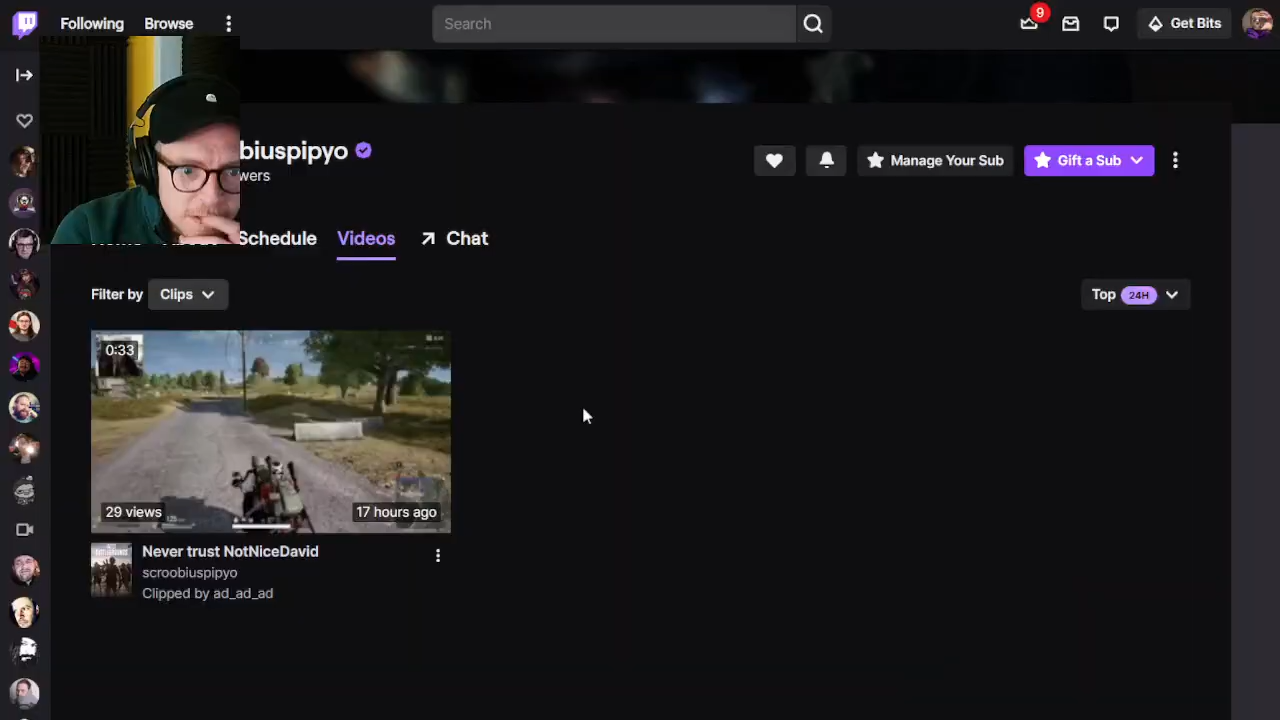 Following
Browse
Search
9
Get Bits
biuspipyo
wers
Manage Your Sub
Gift a Sub
Schedule
Videos
Chat
Filter by
Clips
Top 24H
0:33
29 views
17 hours ago
Never trust NotNiceDavid
scroobiuspipyo
Clipped by ad_ad_ad